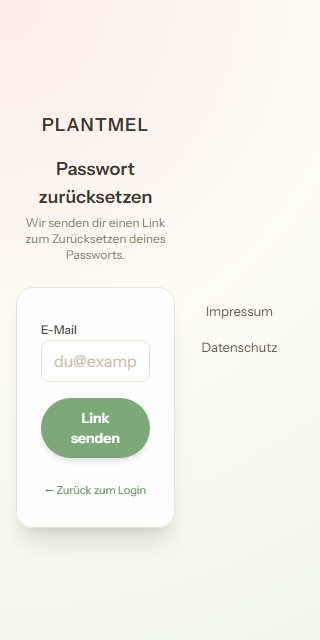 PLANTMEL
Passwort
zurücksetzen
Wir senden dir einen Link
zum Zurücksetzen deines
Passworts.
E-Mail
du@examp
Link
senden
← Zurück zum Login
Impressum
Datenschutz